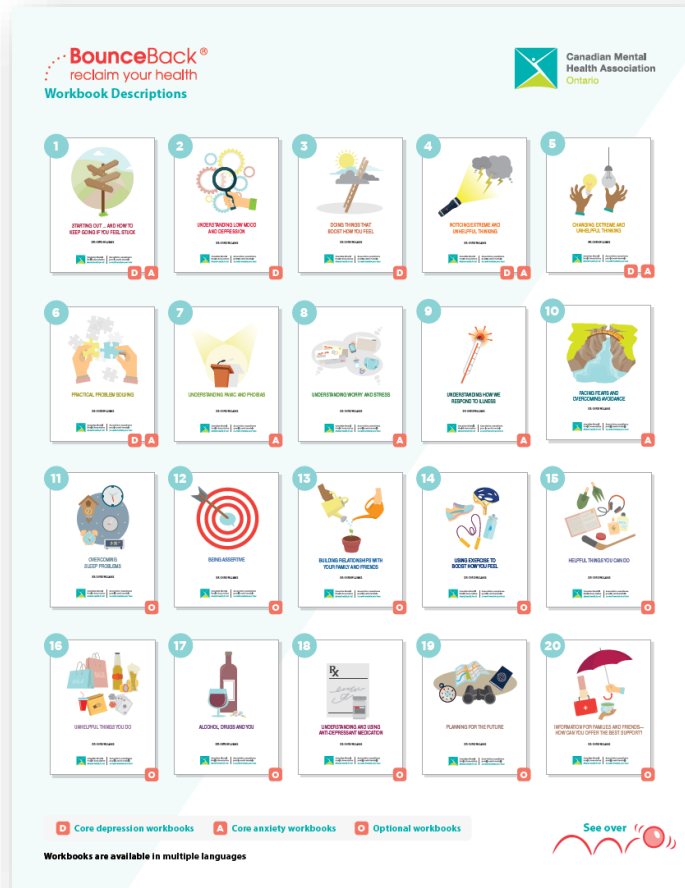 BounceBack®
reclaim your health
Workbook Descriptions
Canadian Mental
Health Association
Ontario
1
STARTING OUT ... AND HOW TO
KEEP GOING IF YOU FEEL STUCK
D A
2
UNDERSTANDING LOW MOOD
AND DEPRESSION
D
3
DOING THINGS THAT
BOOST HOW YOU FEEL
D
4
NOTICING EXTREME AND
UNHELPFUL THINKING
D A
5
CHANGING EXTREME AND
UNHELPFUL THINKING
D A
6
PRACTICAL PROBLEM SOLVING
D A
7
UNDERSTANDING PANIC AND PHOBIAS
A
8
UNDERSTANDING WORRY AND STRESS
A
9
UNDERSTANDING HOW WE
RESPOND TO ILLNESS
A
10
FACING FEARS AND
OVERCOMING AVOIDANCE
A
11
OVERCOMING
SLEEP PROBLEMS
O
12
BEING ASSERTIVE
O
13
BUILDING RELATIONSHIPS WITH
YOUR FAMILY AND FRIENDS
O
14
USING EXERCISE TO
BOOST HOW YOU FEEL
O
15
HELPFUL THINGS YOU CAN DO
O
16
UNHELPFUL THINGS YOU DO
O
17
ALCOHOL, DRUGS AND YOU
O
18
Rx
UNDERSTANDING AND USING
ANTI-DEPRESSANT MEDICATION
O
19
PLANNING FOR THE FUTURE
O
20
INFORMATION FOR FAMILIES AND FRIENDS—
HOW CAN YOU OFFER THE BEST SUPPORT?
O
D Core depression workbooks A Core anxiety workbooks O Optional workbooks
See over
Workbooks are available in multiple languages